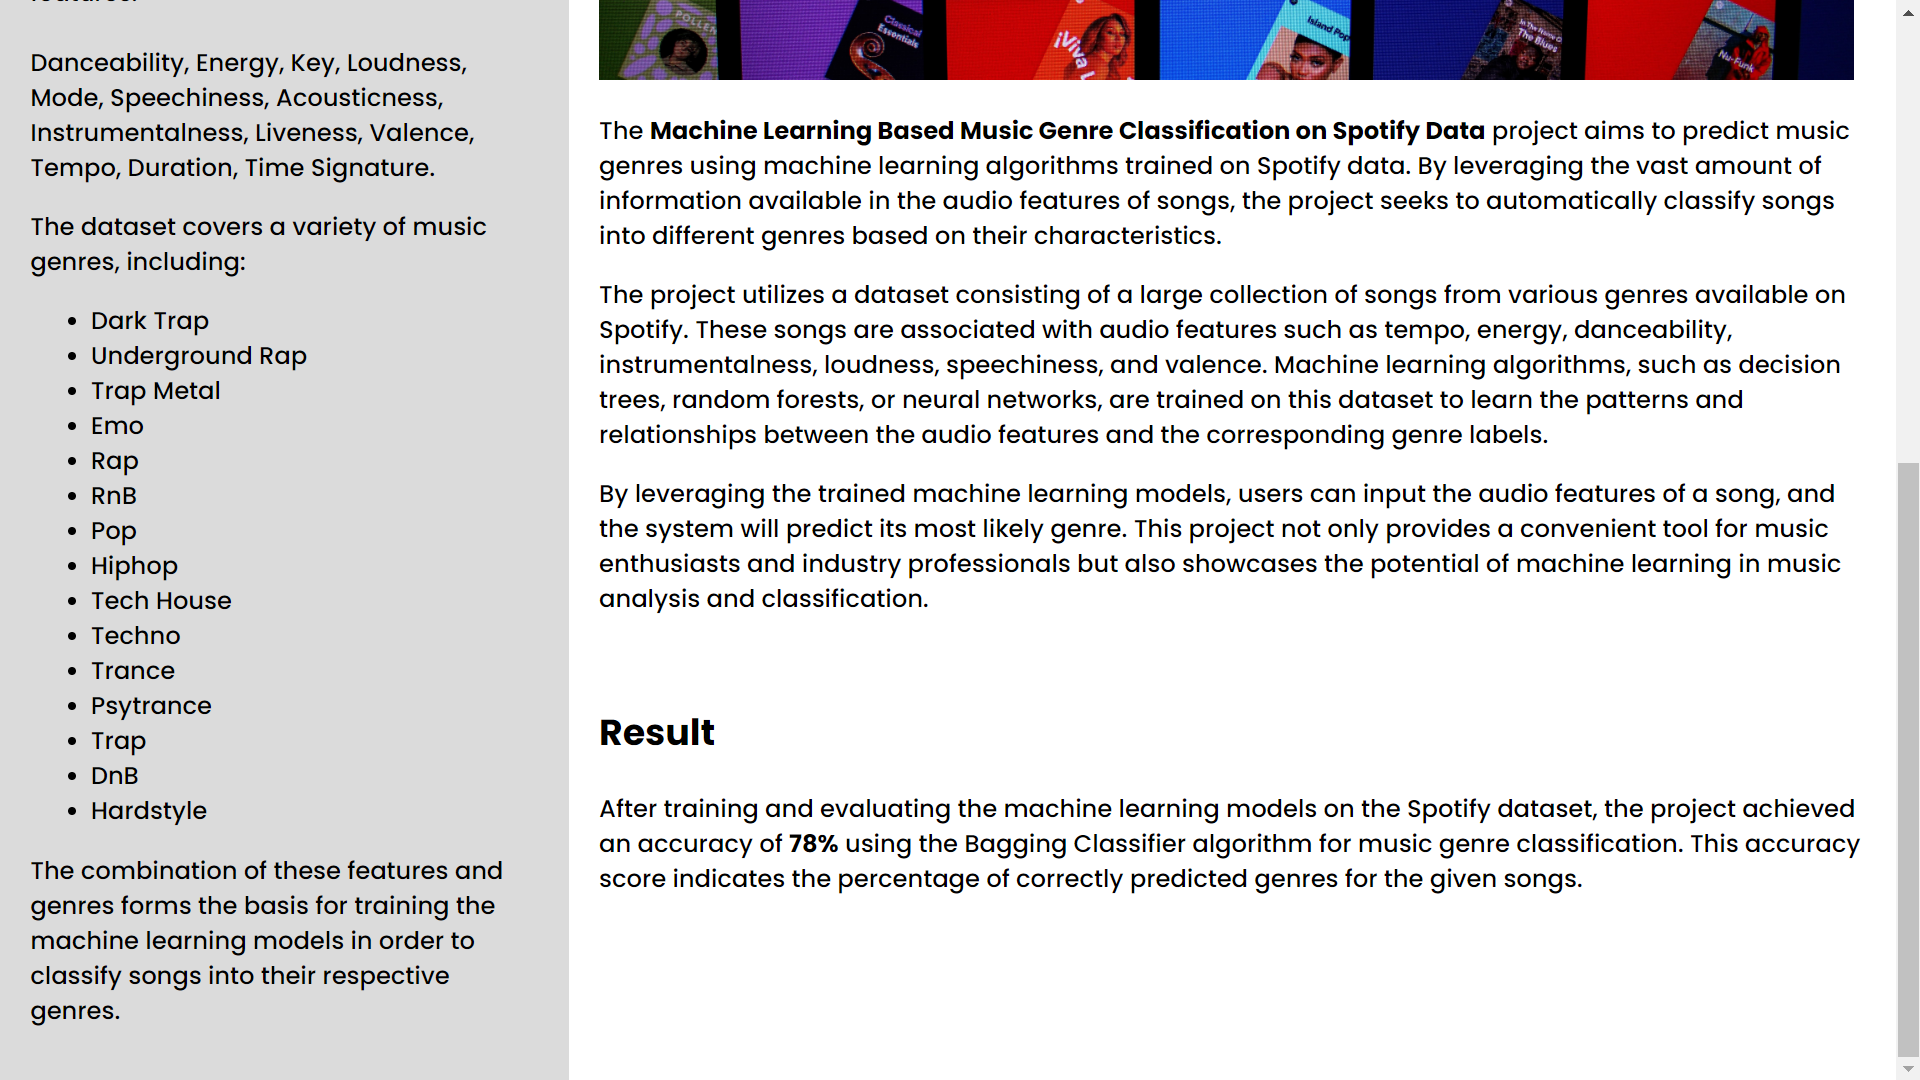 Danceability, Energy, Key, Loudness,
Mode, Speechiness, Acousticness,
Instrumentalness, Liveness, Valence,
Tempo, Duration, Time Signature.
The dataset covers a variety of music
genres, including:
• Dark Trap
• Underground Rap
• Trap Metal
• Emo
• Rap
• RnB
• Pop
• Hiphop
• Tech House
• Techno
• Trance
• Psytrance
• Trap
• DnB
• Hardstyle
The combination of these features and
genres forms the basis for training the
machine learning models in order to
classify songs into their respective
genres.
POLLEN
Classical
Essentials
¡Viva L
Island Pop
The Blues
Nu-Funk
The Machine Learning Based Music Genre Classification on Spotify Data project aims to predict music
genres using machine learning algorithms trained on Spotify data. By leveraging the vast amount of
information available in the audio features of songs, the project seeks to automatically classify songs
into different genres based on their characteristics.
The project utilizes a dataset consisting of a large collection of songs from various genres available on
Spotify. These songs are associated with audio features such as tempo, energy, danceability,
instrumentalness, loudness, speechiness, and valence. Machine learning algorithms, such as decision
trees, random forests, or neural networks, are trained on this dataset to learn the patterns and
relationships between the audio features and the corresponding genre labels.
By leveraging the trained machine learning models, users can input the audio features of a song, and
the system will predict its most likely genre. This project not only provides a convenient tool for music
enthusiasts and industry professionals but also showcases the potential of machine learning in music
analysis and classification.
Result
After training and evaluating the machine learning models on the Spotify dataset, the project achieved
an accuracy of 78% using the Bagging Classifier algorithm for music genre classification. This accuracy
score indicates the percentage of correctly predicted genres for the given songs.